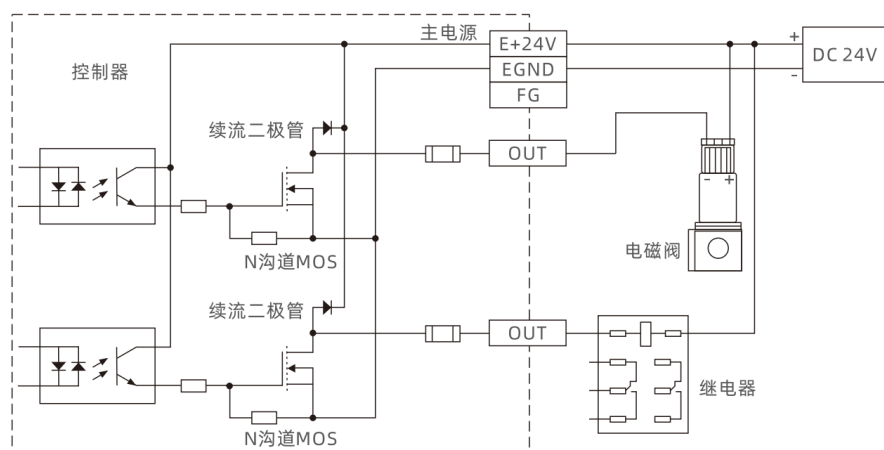 主电源
E+24V
+
DC 24V
-
控制器
EGND
FG
续流二极管
OUT
- +
电磁阀
N沟道MOS
续流二极管
OUT
继电器
N沟道MOS